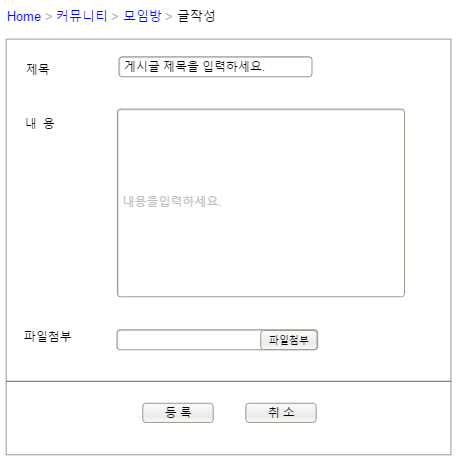 Home > 커뮤니티 > 모임방 > 글작성
제목 게시글 제목을 입력하세요.
내 용
내용을입력하세요.
파일첨부 파일첨부
등 록 취 소